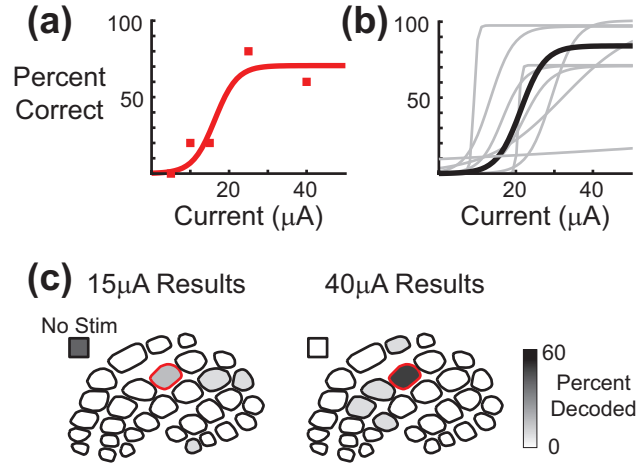 (a)
(b)
Percent
Correct
100
50
20
40
Current (μA)
100
50
20
40
Current (μA)
(c)
15μA Results
40μA Results
No Stim
60
Percent
Decoded
0